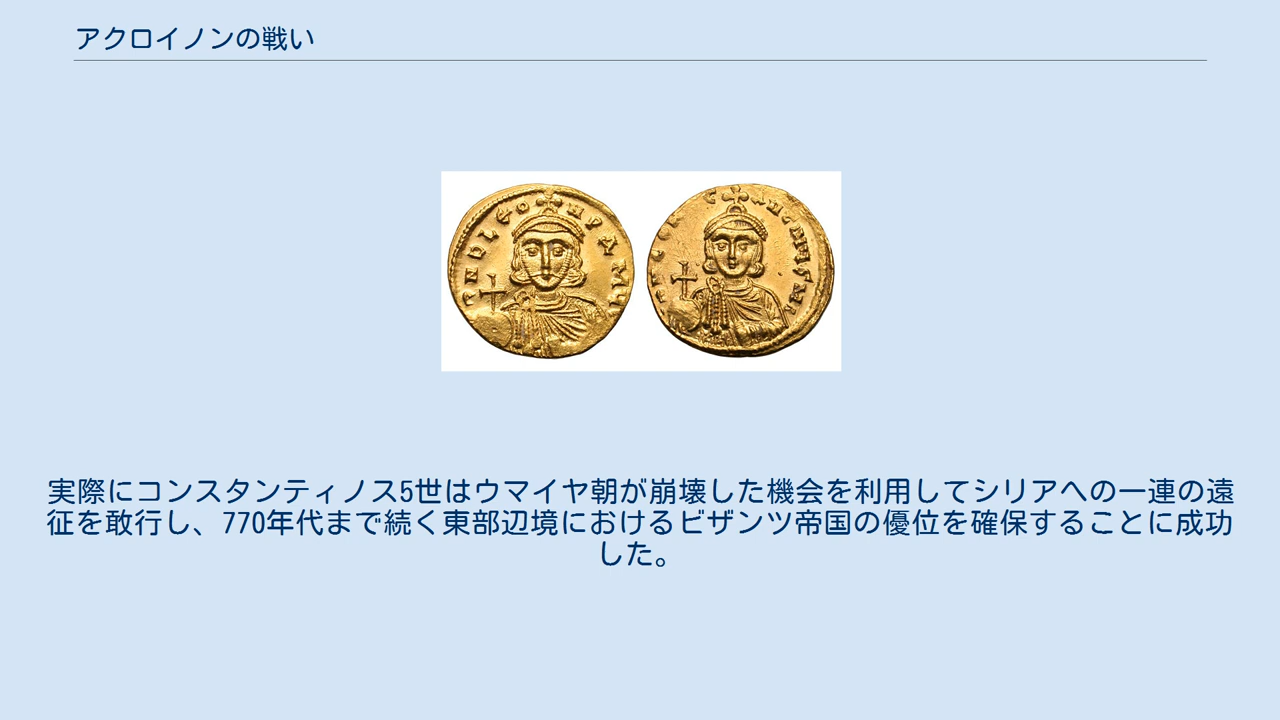 アクロイノンの戦い
実際にコンスタンティノス5世はウマイヤ朝が崩壊した機会を利用してシリアへの一連の遠
征を敢行し、770年代まで続く東部辺境におけるビザンツ帝国の優位を確保することに成功
した。